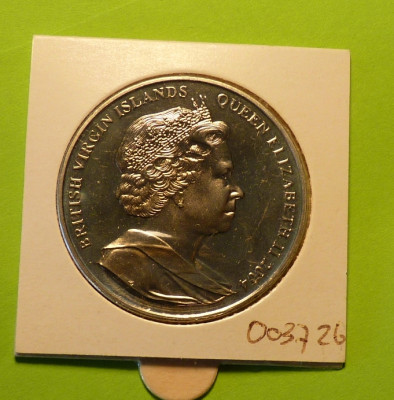 BRITISH VIRGIN ISLANDS QUEEN ELIZABETH II 2004
003726